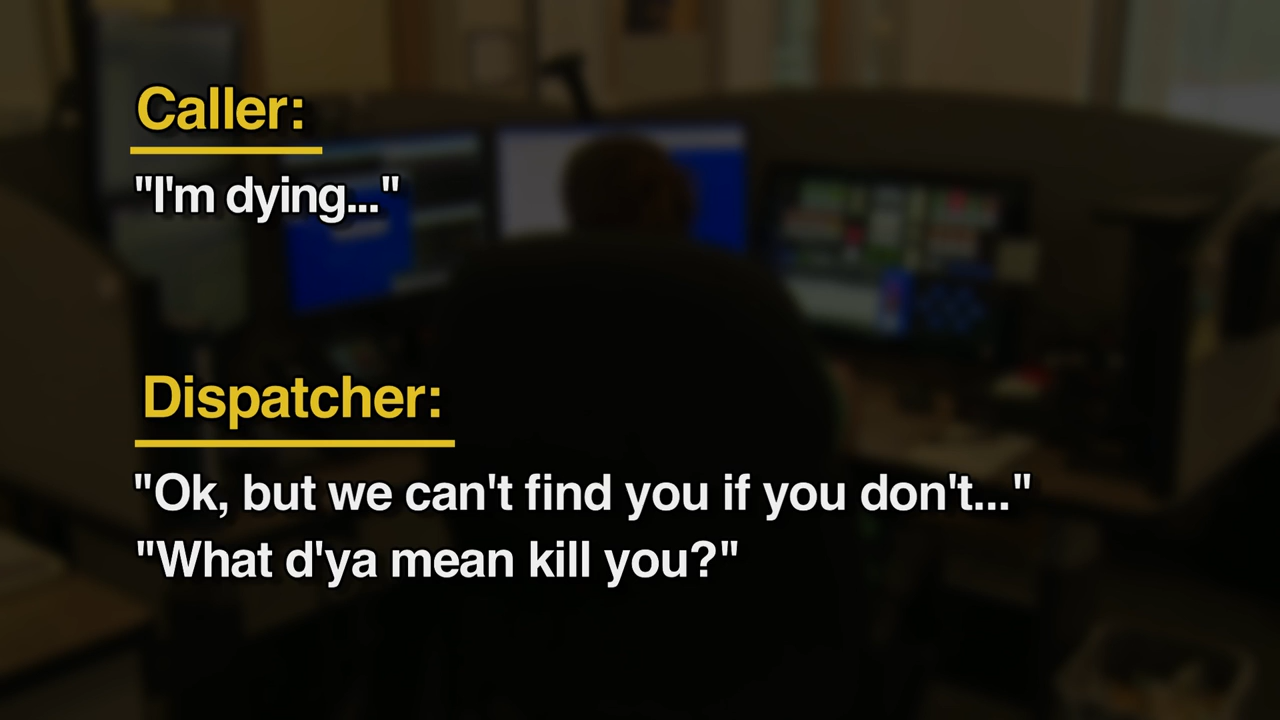 Caller:
"I'm dying..."
Dispatcher:
"Ok, but we can't find you if you don't..."
"What d'ya mean kill you?"